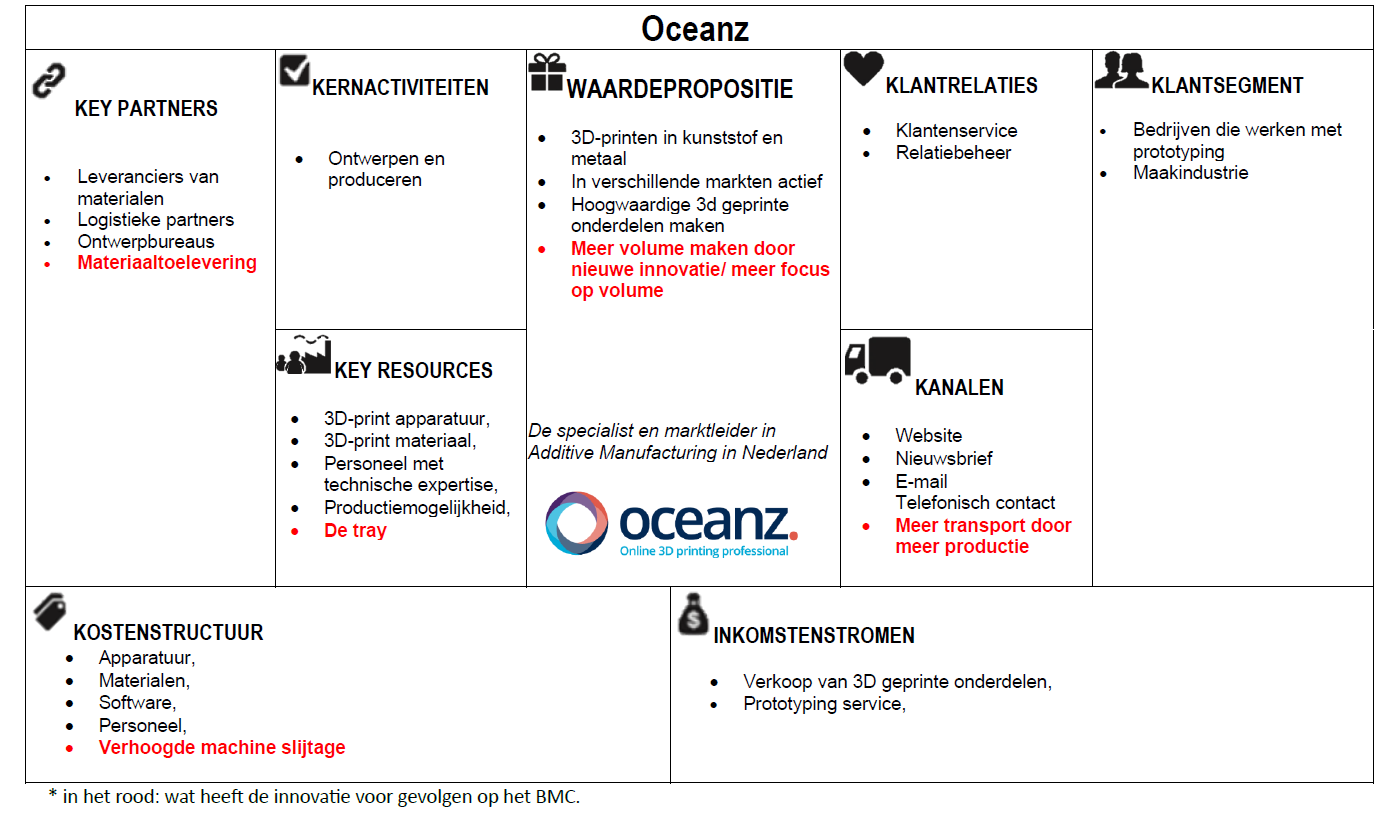 Oceanz
KEY PARTNERS
Leveranciers van
materialen
Logistieke partners
Ontwerpbureaus
Materiaaltoelevering
KERNACTIVITEITEN
Ontwerpen en
produceren
KEY RESOURCES
3D-print apparatuur,
3D-print materiaal,
Personeel met
technische expertise,
Productiemogelijkheid,
De tray
WAARDEPROPOSITIE
3D-printen in kunststof en
metaal
In verschillende markten actief
Hoogwaardige 3d geprinte
onderdelen maken
Meer volume maken door
nieuwe innovatie/ meer focus
op volume
De specialist en marktleider in
Additive Manufacturing in Nederland
oceanz.
Online 3D printing professional
KLANTRELATIES
Klantenservice
Relatiebeheer
KANALEN
Website
Nieuwsbrief
E-mail
Telefonisch contact
Meer transport door
meer productie
KLANTSEGMENT
Bedrijven die werken met
prototyping
Maakindustrie
KOSTENSTRUCTUUR
Apparatuur,
Materialen,
Software,
Personeel,
Verhoogde machine slijtage
$
INKOMSTENSTROMEN
Verkoop van 3D geprinte onderdelen,
Prototyping service,
* in het rood: wat heeft de innovatie voor gevolgen op het BMC.